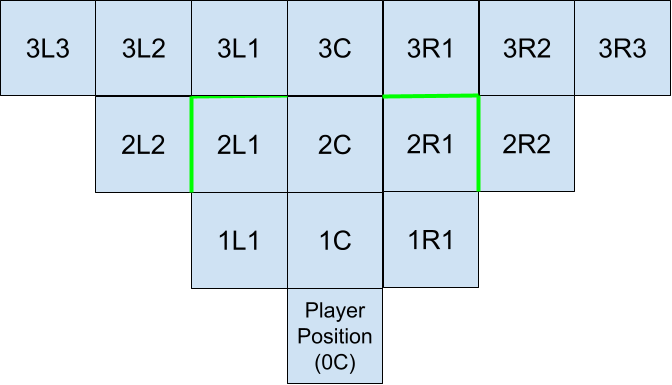 3L3 3L2 3L1 3C 3R1 3R2 3R3
2L2 2L1 2C 2R1 2R2
1L1 1C 1R1
Player
Position
(0C)